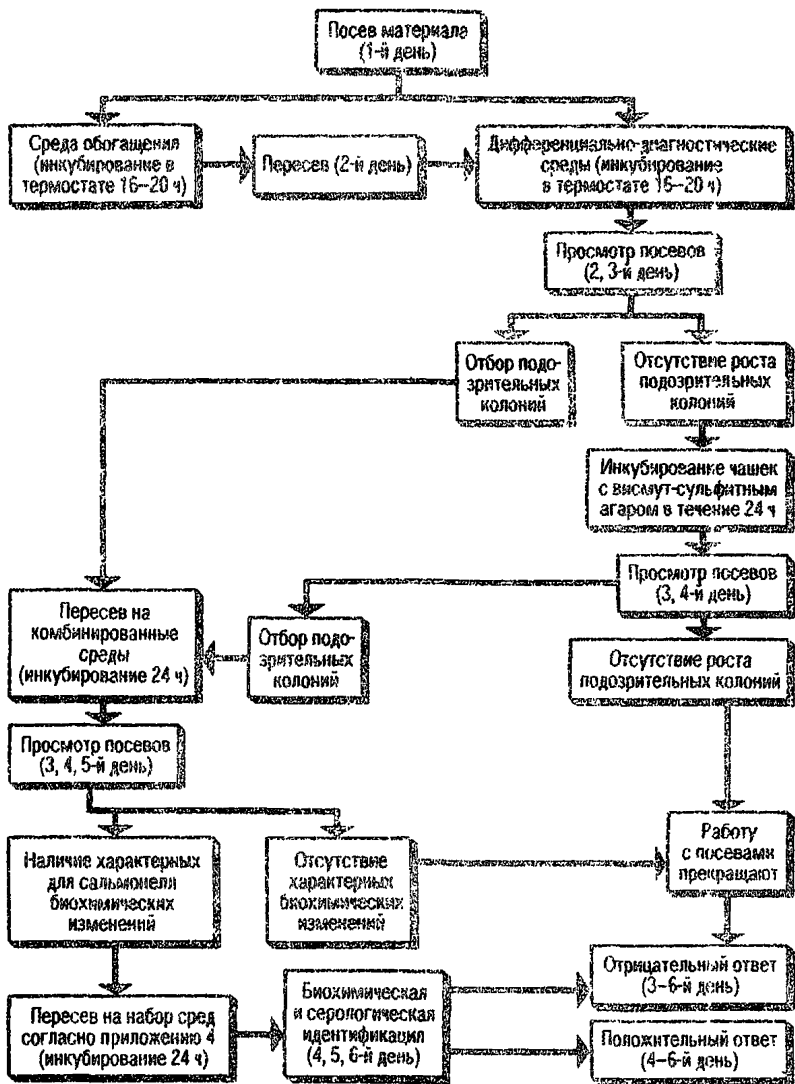 Посев материала
(1-й день)
Среда обогащения
(инкубирование в
термостате 16–20 ч)
Пересев (2-й день)
Дифференциально-диагностические
среды (инкубирование
в термостате 16–20 ч)
Просмотр посевов
(2, 3-й день)
Отбор подо-
зрительных
колоний
Отсутствие роста
подозрительных
колоний
Инкубирование чашек
с висмут-сульфитным
агаром в течение 24 ч
Просмотр посевов
(3, 4-й день)
Пересев на
комбинированные
среды
(инкубирование 24 ч)
Отбор подо-
зрительных
колоний
Отсутствие роста
подозрительных колоний
Просмотр посевов
(3, 4, 5-й день)
Наличие характерных
для сальмонелл
биохимических
изменений
Отсутствие
характерных
биохимических
изменений
Работу
с посевами
прекращают
Пересев на набор сред
согласно приложению 4
(инкубирование 24 ч)
Биохимическая
и серологическая
идентификация
(4, 5, 6-й день)
Отрицательный ответ
(3–6-й день)
Положительный ответ
(4–6-й день)